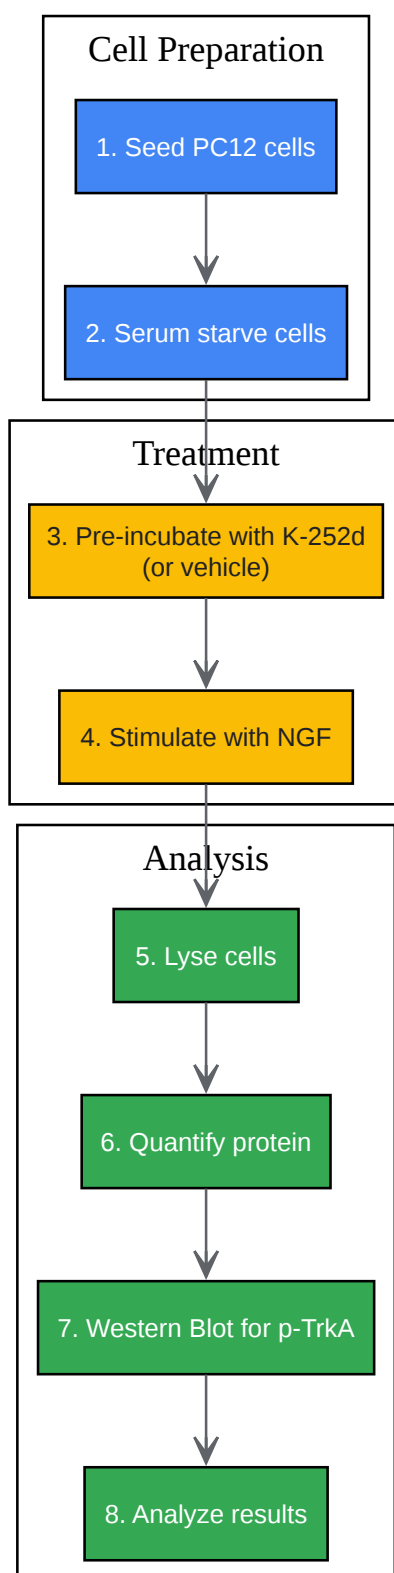 Cell Preparation
1. Seed PC12 cells
2. Serum starve cells
Treatment
3. Pre-incubate with K-252d
(or vehicle)
4. Stimulate with NGF
Analysis
5. Lyse cells
6. Quantify protein
7. Western Blot for p-TrkA
8. Analyze results